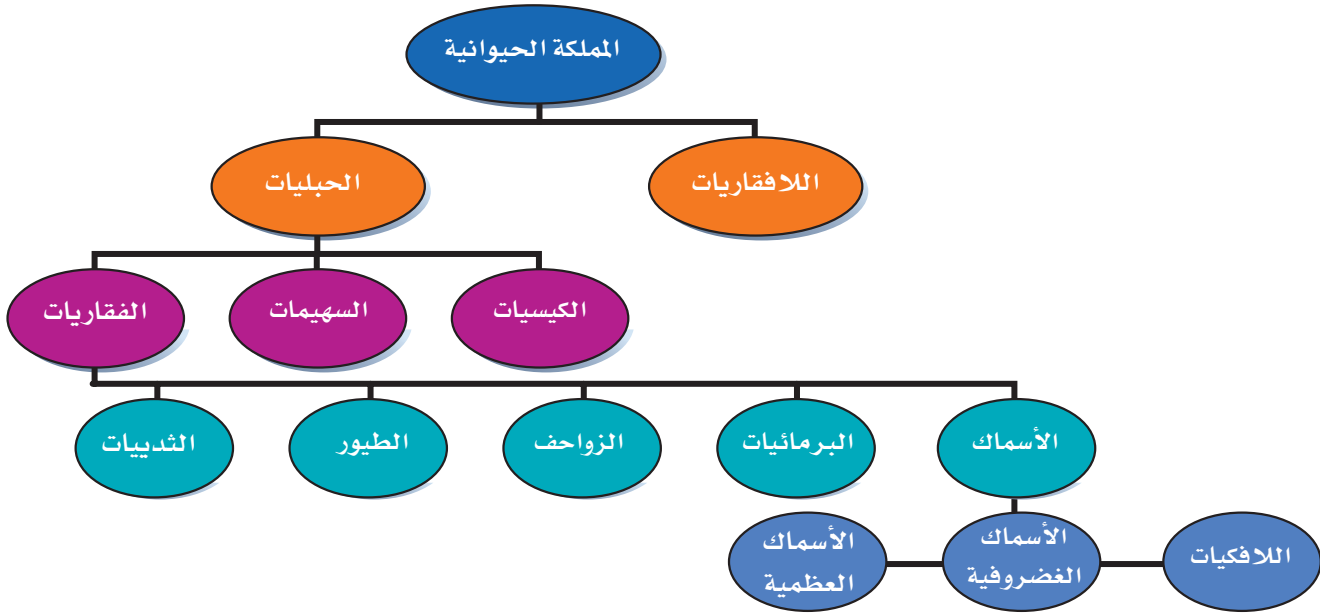 المملكة الحيوانية
اللافقاريات
الحبليات
الكيسيات
السهيمات
الفقاريات
الأسماك
البرمائيات
الزواحف
الطيور
الثدييات
اللافكيات
الأسماك
الغضروفية
الأسماك
العظمية